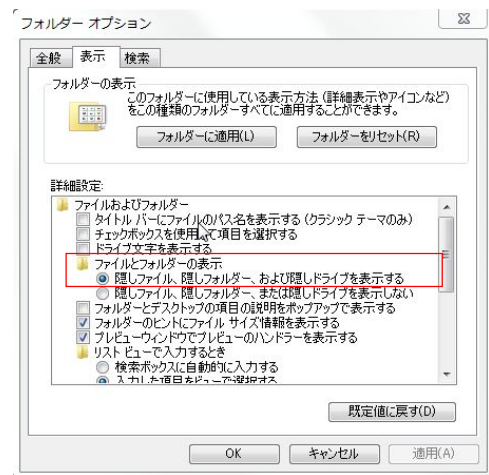 フォルダー オプション
全般 表示 検索
フォルダーの表示
このフォルダーに使用している表示方法 (詳細表示やアイコンなど)
をこの種類のフォルダーすべてに適用することができます。
フォルダーに適用(L) フォルダーをリセット(R)
詳細設定:
ファイルおよびフォルダー
タイトル バーにファイルのパス名を表示する (クラシック テーマのみ)
チェックボックスを使用して項目を選択する
ドライブ文字を表示する
ファイルとフォルダーの表示
隠しファイル、隠しフォルダー、および隠しドライブを表示する
隠しファイル、隠しフォルダー、または隠しドライブを表示しない
フォルダーとデスクトップの項目の説明をポップアップで表示する
フォルダーのヒントにファイル サイズ情報を表示する
プレビューウィンドウでプレビューのハンドラーを表示する
リスト ビューで入力するとき
検索ボックスに自動的に入力する
入力した項目をビューで選択する
既定値に戻す(D)
OK キャンセル 適用(A)